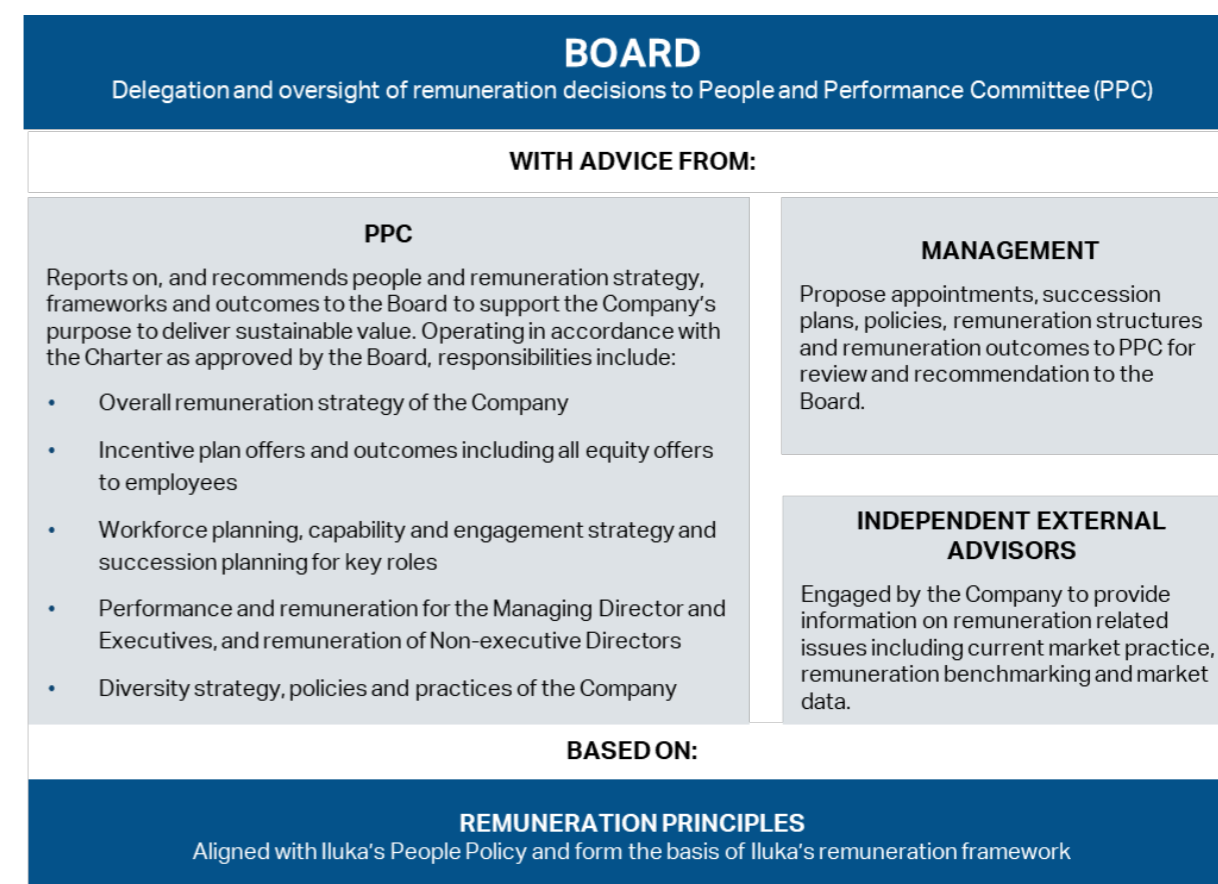 BOARD
Delegation and oversight of remuneration decisions to People and Performance Committee (PPC)
WITH ADVICE FROM:
PPC
Reports on, and recommends people and remuneration strategy,
frameworks and outcomes to the Board to support the Company's
purpose to deliver sustainable value. Operating in accordance with
the Charter as approved by the Board, responsibilities include:
• Overall remuneration strategy of the Company
• Incentive plan offers and outcomes including all equity offers
to employees
• Workforce planning, capability and engagement strategy and
succession planning for key roles
• Performance and remuneration for the Managing Director and
Executives, and remuneration of Non-executive Directors
• Diversity strategy, policies and practices of the Company
MANAGEMENT
Propose appointments, succession
plans, policies, remuneration structures
and remuneration outcomes to PPC for
review and recommendation to the
Board.
INDEPENDENT EXTERNAL
ADVISORS
Engaged by the Company to provide
information on remuneration related
issues including current market practice,
remuneration benchmarking and market
data.
BASED ON:
REMUNERATION PRINCIPLES
Aligned with Iluka's People Policy and form the basis of Iluka's remuneration framework